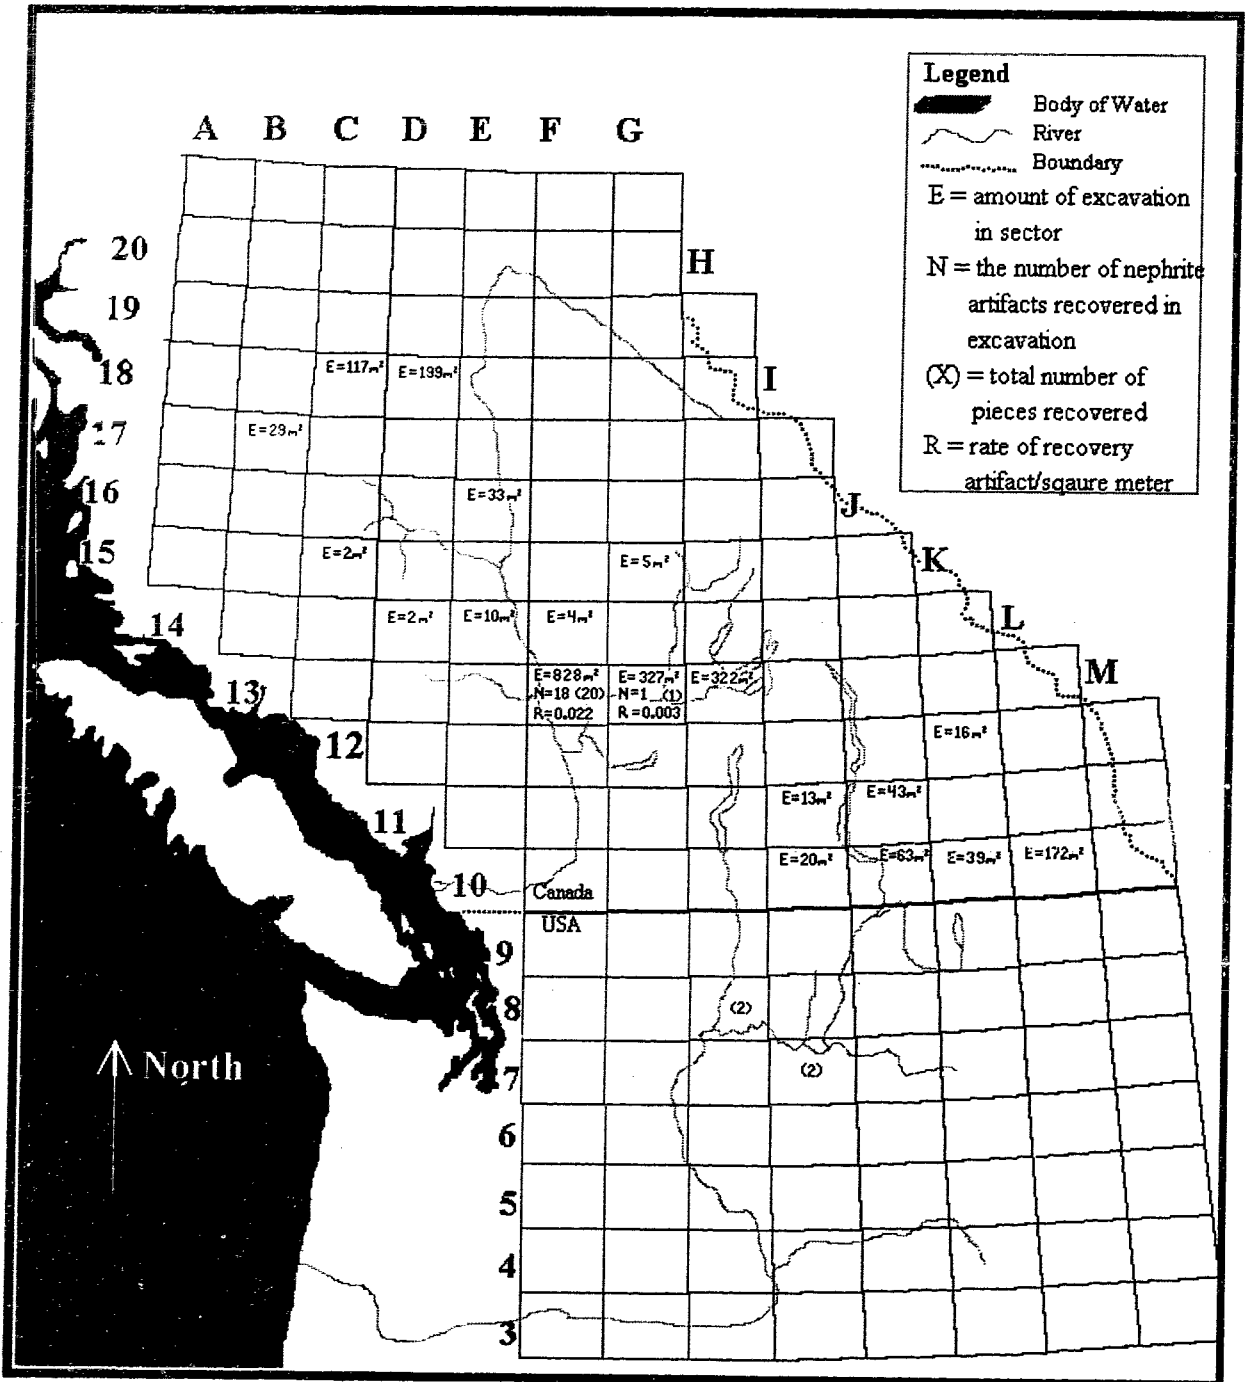 Legend
Body of Water
River
Boundary
E = amount of excavation
in sector
N = the number of nephrite
artifacts recovered in
excavation
(X) = total number of
pieces recovered
R = rate of recovery
artifact/sqaure meter
A B C D E F G
H
I
J
K
L
M
20
19
18
17
16
15
14
13
12
11
10
9
8
7
6
5
4
3
E=117m² E=199m²
E=29m²
E=33m²
E=2m² E=5m²
E=2m² E=10m² E=4m²
E=828m² E=327m² E=322m²
N=18 (20) N=1 (1)
R=0.022 R=0.003
E=16m²
E=13m² E=43m²
E=20m² E=63m² E=39m² E=172m²
Canada
USA
(2)
(2)
North